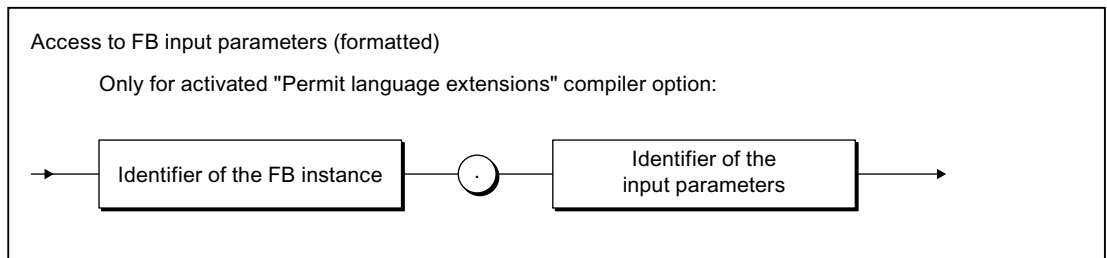 Access to FB input parameters (formatted)
Only for activated "Permit language extensions" compiler option:
Identifier of the FB instance
.
Identifier of the
input parameters